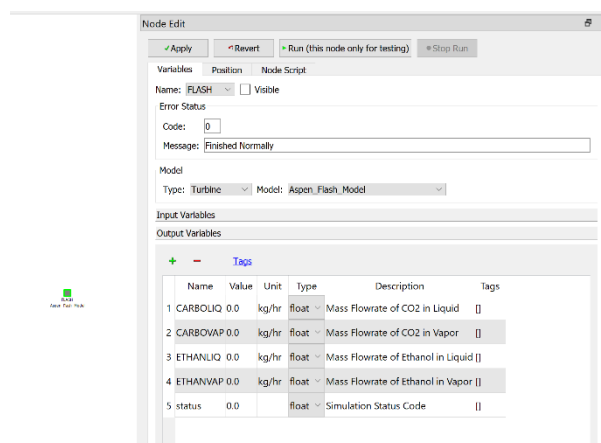 Node Edit
Apply Revert Run (this node only for testing) Stop Run
Variables Position Node Script
Name: FLASH Visible
Error Status
Code: 0
Message: Finished Normally
Model
Type: Turbine Model: Aspen_Flash_Model
Input Variables
Output Variables
+ − Tags
Name Value Unit Type Description Tags
1 CARBOLIQ 0.0 kg/hr float Mass Flowrate of CO2 in Liquid []
2 CARBOVAP 0.0 kg/hr float Mass Flowrate of CO2 in Vapor []
3 ETHANLIQ 0.0 kg/hr float Mass Flowrate of Ethanol in Liquid []
4 ETHANVAP 0.0 kg/hr float Mass Flowrate of Ethanol in Vapor []
5 status 0.0 float Simulation Status Code []
FLASH
Aspen_Flash_Model